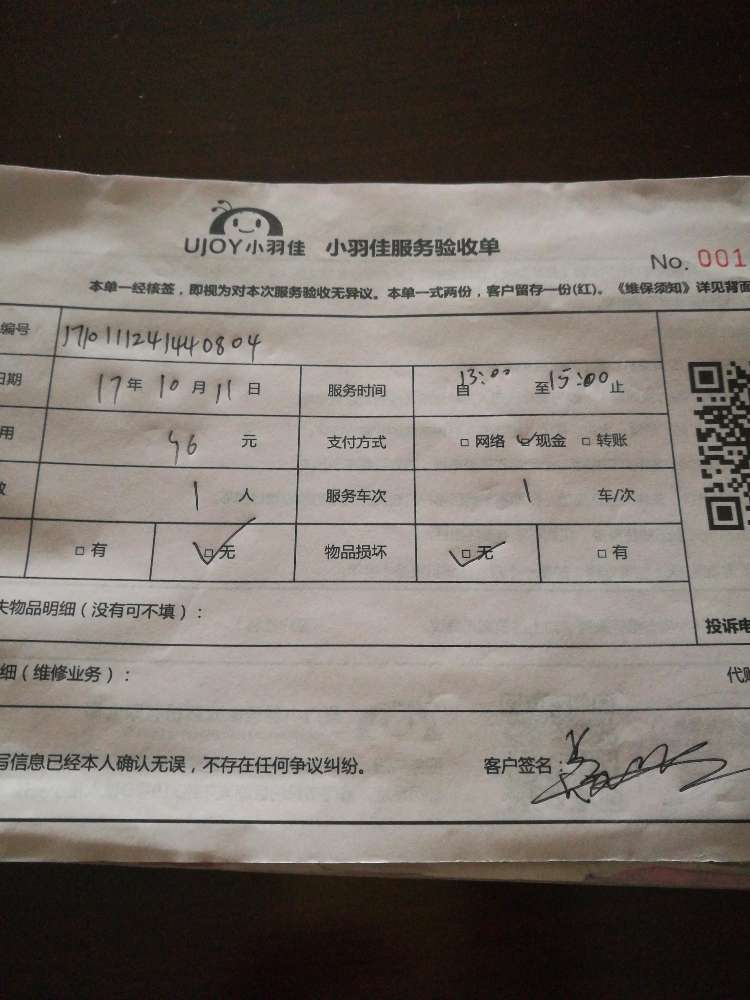 UJOY小羽佳 小羽佳服务验收单
No. 001
本单一经核签，即视为对本次服务验收无异议。本单一式两份，客户留存一份(红)。《维保须知》详见背面
编号 J710111241440804
日期 17年 10月 11日 服务时间 自13:00 至15:00止
用 46 元 支付方式 □网络 ☑现金 □转账
数 1 人 服务车次 1 车/次
□有 ☑无 物品损坏 ☑无 □有
失物品明细（没有可不填）：
投诉电
细（维修业务）： 代购
写信息已经本人确认无误，不存在任何争议纠纷。 客户签名：